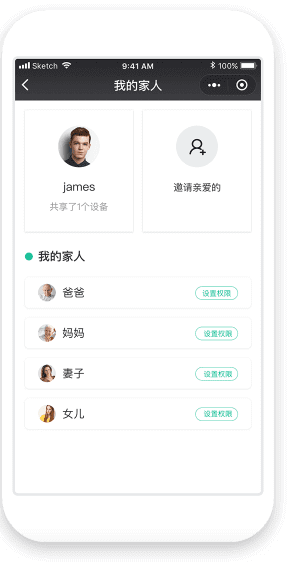 Sketch 9:41 AM 100%
我的家人
james
共享了1个设备
邀请亲爱的
我的家人
爸爸 设置权限
妈妈 设置权限
妻子 设置权限
女儿 设置权限